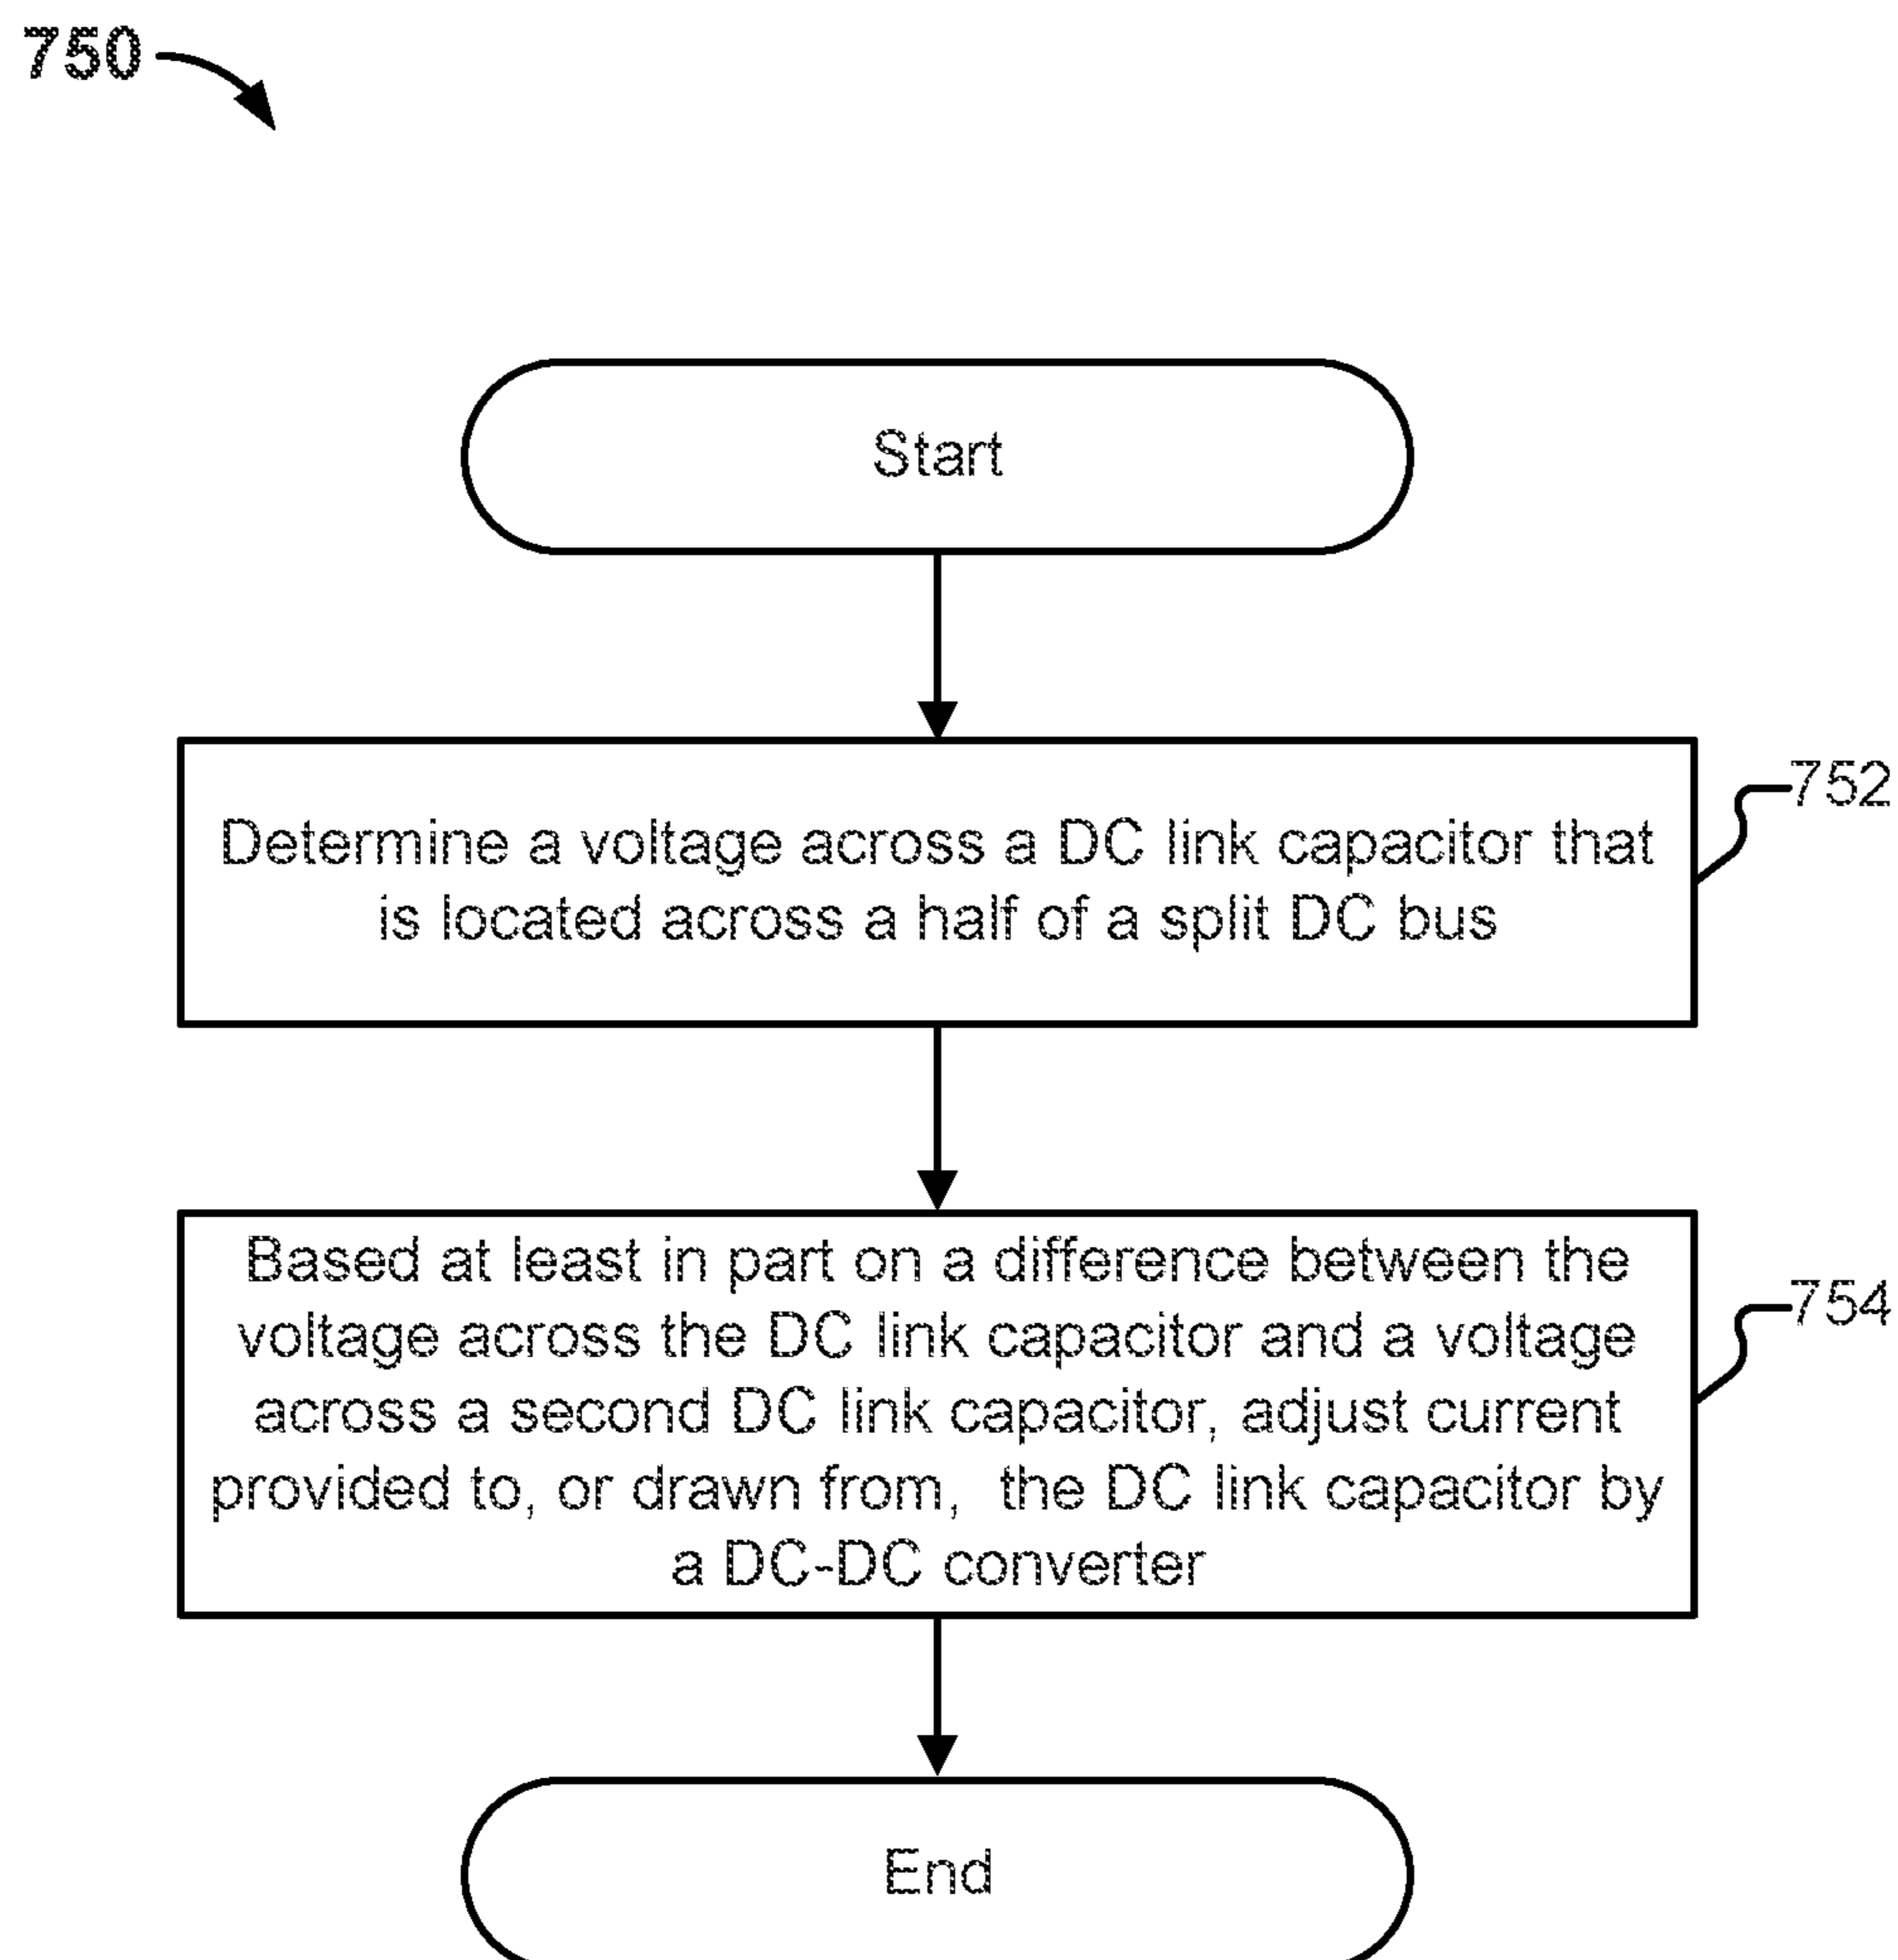 750
Start
752
Determine a voltage across a DC link capacitor that
is located across a half of a split DC bus
754
Based at least in part on a difference between the
voltage across the DC link capacitor and a voltage
across a second DC link capacitor, adjust current
provided to, or drawn from, the DC link capacitor by
a DC-DC converter
End